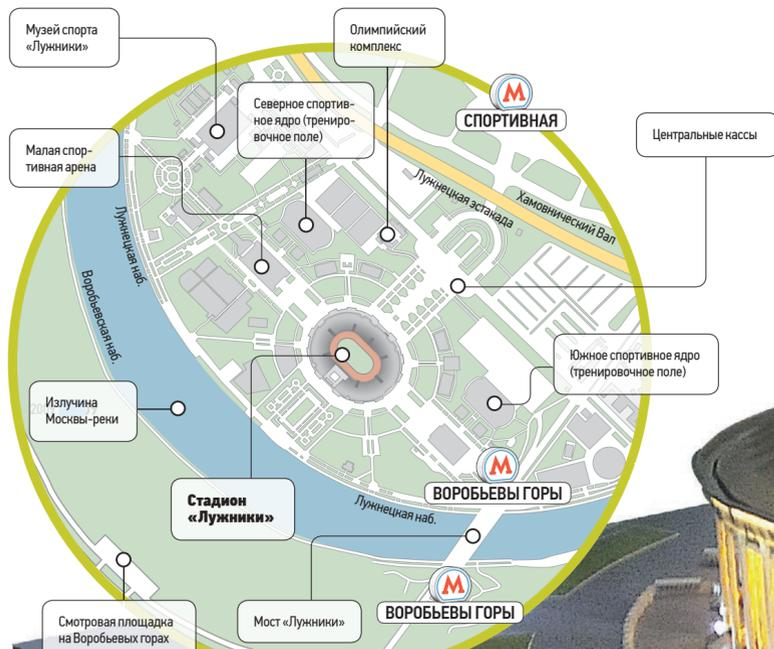 Музей спорта
«Лужники»
Олимпийский
комплекс
М
СПОРТИВНАЯ
Северное спортив-
ное ядро (трениро-
вочное поле)
Центральные кассы
Малая спор-
тивная арена
Лужнецкая эстакада
Хамовнический Вал
Лужнецкая наб.
Воробьевская наб.
Южное спортивное ядро
(тренировочное поле)
Излучина
Москвы-реки
М
ВОРОБЬЕВЫ ГОРЫ
Стадион
«Лужники»
Лужнецкая наб.
М
ВОРОБЬЕВЫ ГОРЫ
Мост «Лужники»
Смотровая площадка
на Воробьевых горах